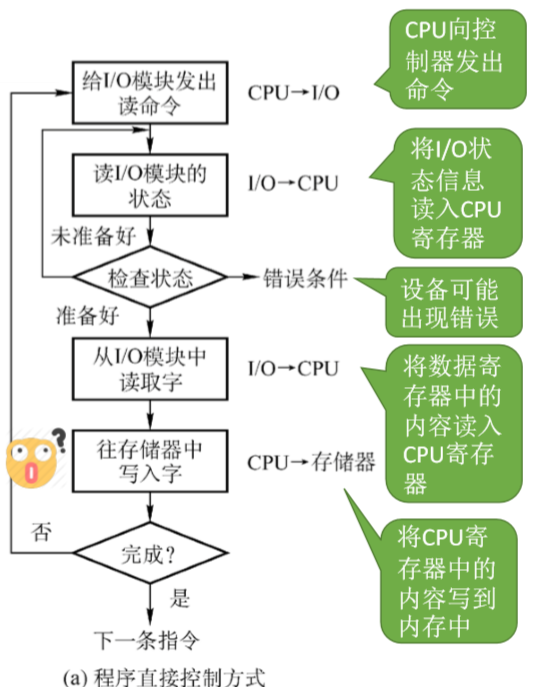 给I/O模块发出
读命令
CPU→I/O
CPU向控
制器发出
命令
读I/O模块的
状态
I/O→CPU
将I/O状
态信息
读入CPU
寄存器
未准备好
检查状态
错误条件
设备可能
出现错误
准备好
从I/O模块中
读取字
I/O→CPU
将数据寄
存器中的
内容读入
CPU寄存
器
往存储器中
写入字
CPU→存储器
?
否
完成?
是
将CPU寄
存器中的
内容写到
内存中
下一条指令
(a) 程序直接控制方式